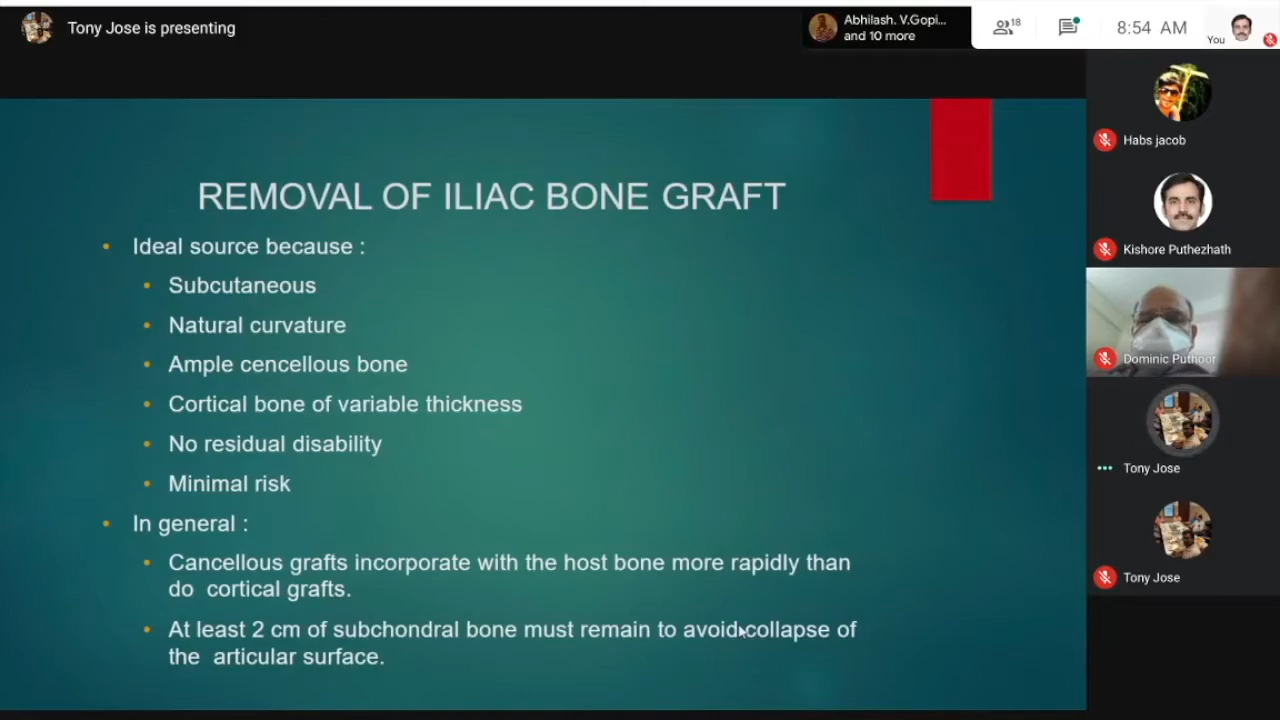 Tony Jose is presenting
Abhilash. V.Gopi...
and 10 more
18
8:54 AM
You
REMOVAL OF ILIAC BONE GRAFT
Ideal source because :
Subcutaneous
Natural curvature
Ample cencellous bone
Cortical bone of variable thickness
No residual disability
Minimal risk
In general :
Cancellous grafts incorporate with the host bone more rapidly than
do cortical grafts.
At least 2 cm of subchondral bone must remain to avoid collapse of
the articular surface.
Habs jacob
Kishore Puthezhath
Dominic Puthoor
Tony Jose
Tony Jose